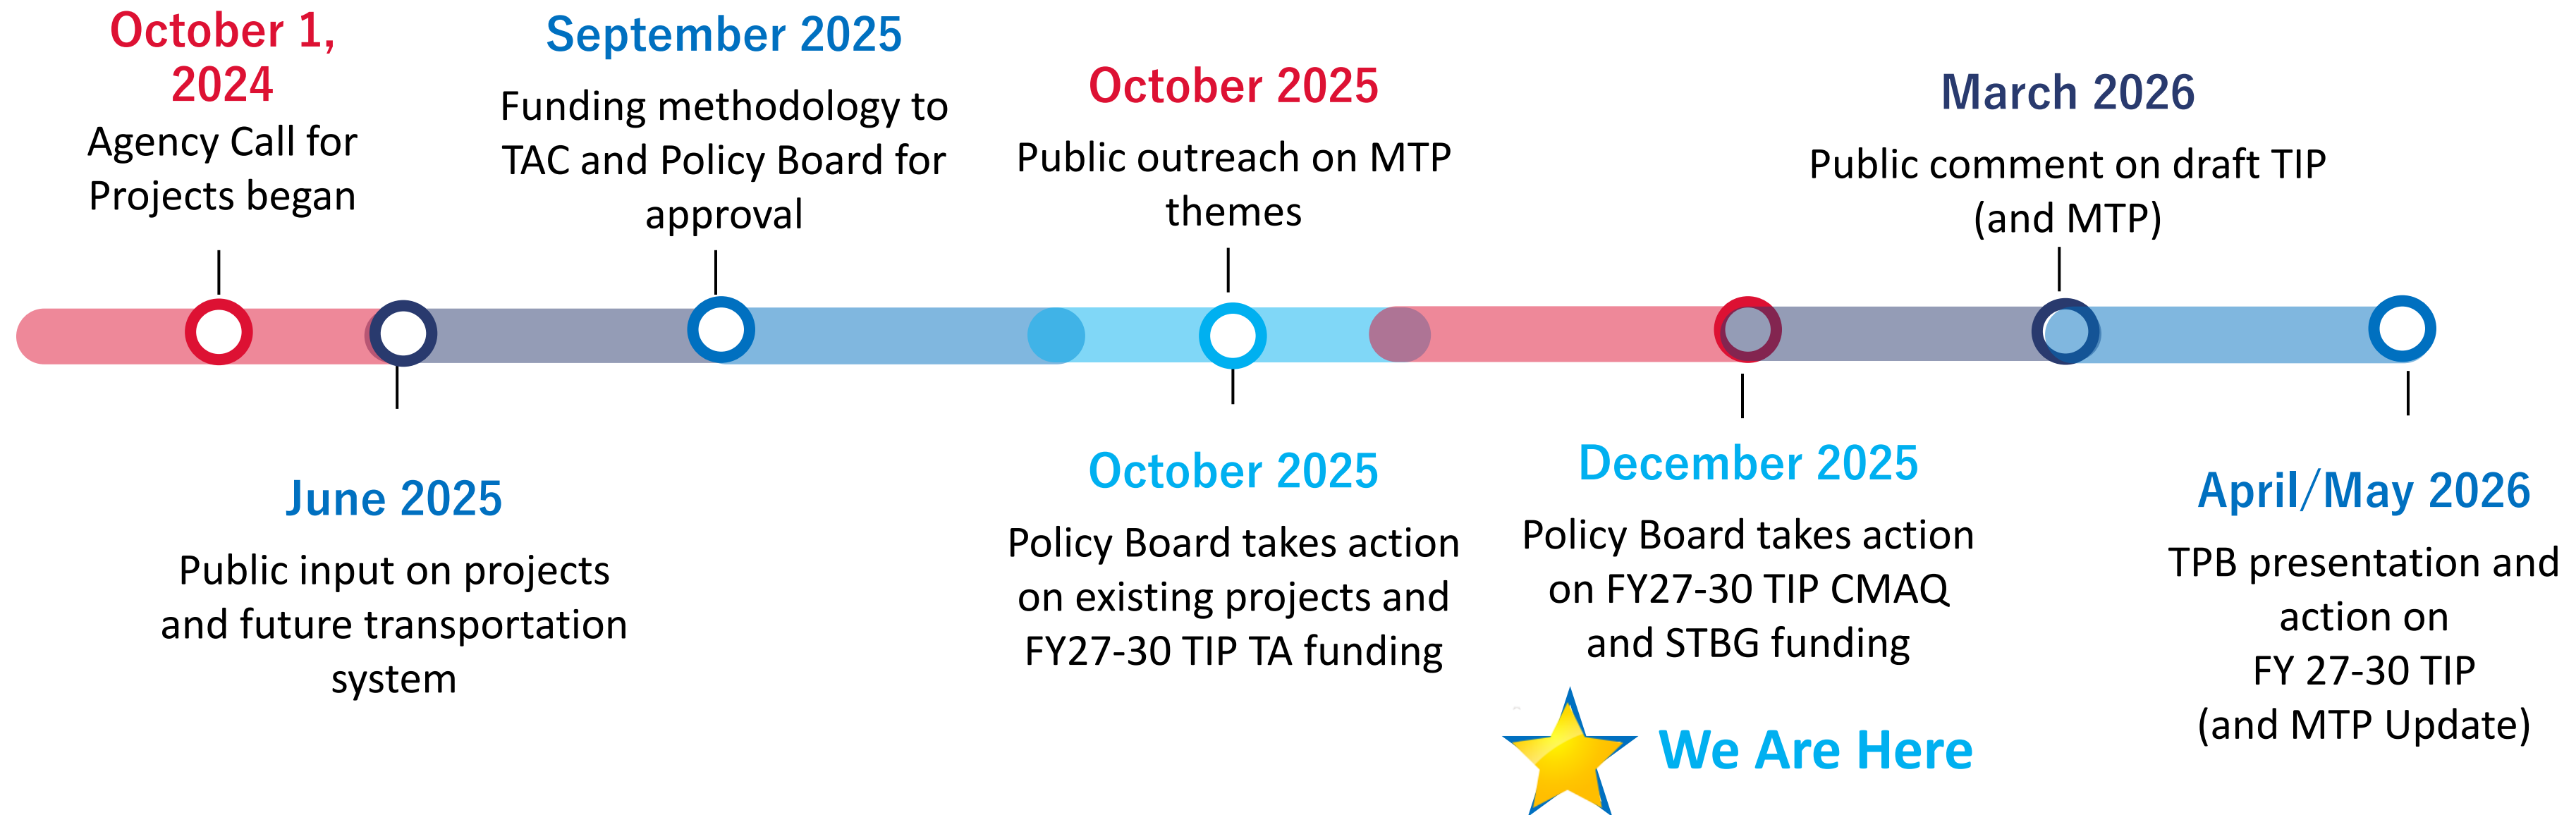 October 1,
2024
Agency Call for
Projects began
September 2025
Funding methodology to
TAC and Policy Board for
approval
October 2025
Public outreach on MTP
themes
March 2026
Public comment on draft TIP
(and MTP)
June 2025
Public input on projects
and future transportation
system
October 2025
Policy Board takes action
on existing projects and
FY27-30 TIP TA funding
December 2025
Policy Board takes action
on FY27-30 TIP CMAQ
and STBG funding
We Are Here
April/May 2026
TPB presentation and
action on
FY 27-30 TIP
(and MTP Update)